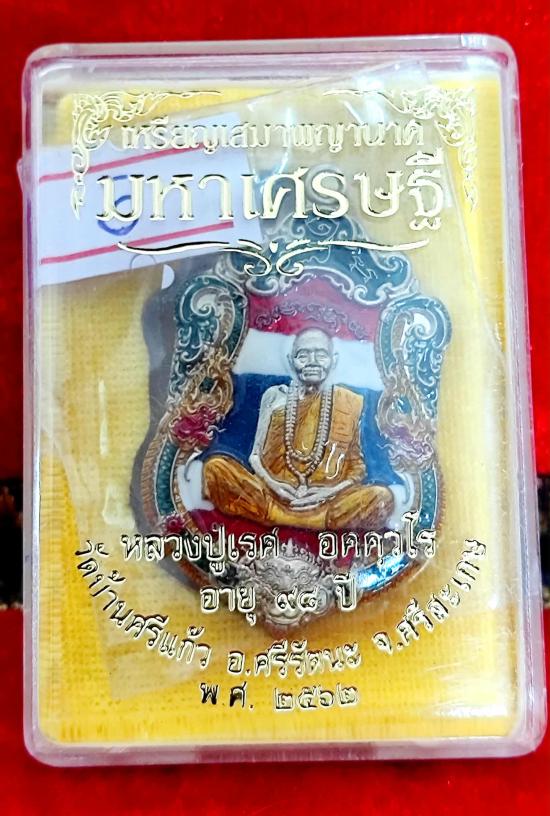 เหรียญเสมาพญานาค
มหาเศรษฐี
หลวงปู่เรศ อคฺควโร
อายุ ๙๘ ปี
วัดบ้านศรีแก้ว อ.ศรีรัตนะ จ.ศรีสะเกษ
พ.ศ. ๒๕๖๒